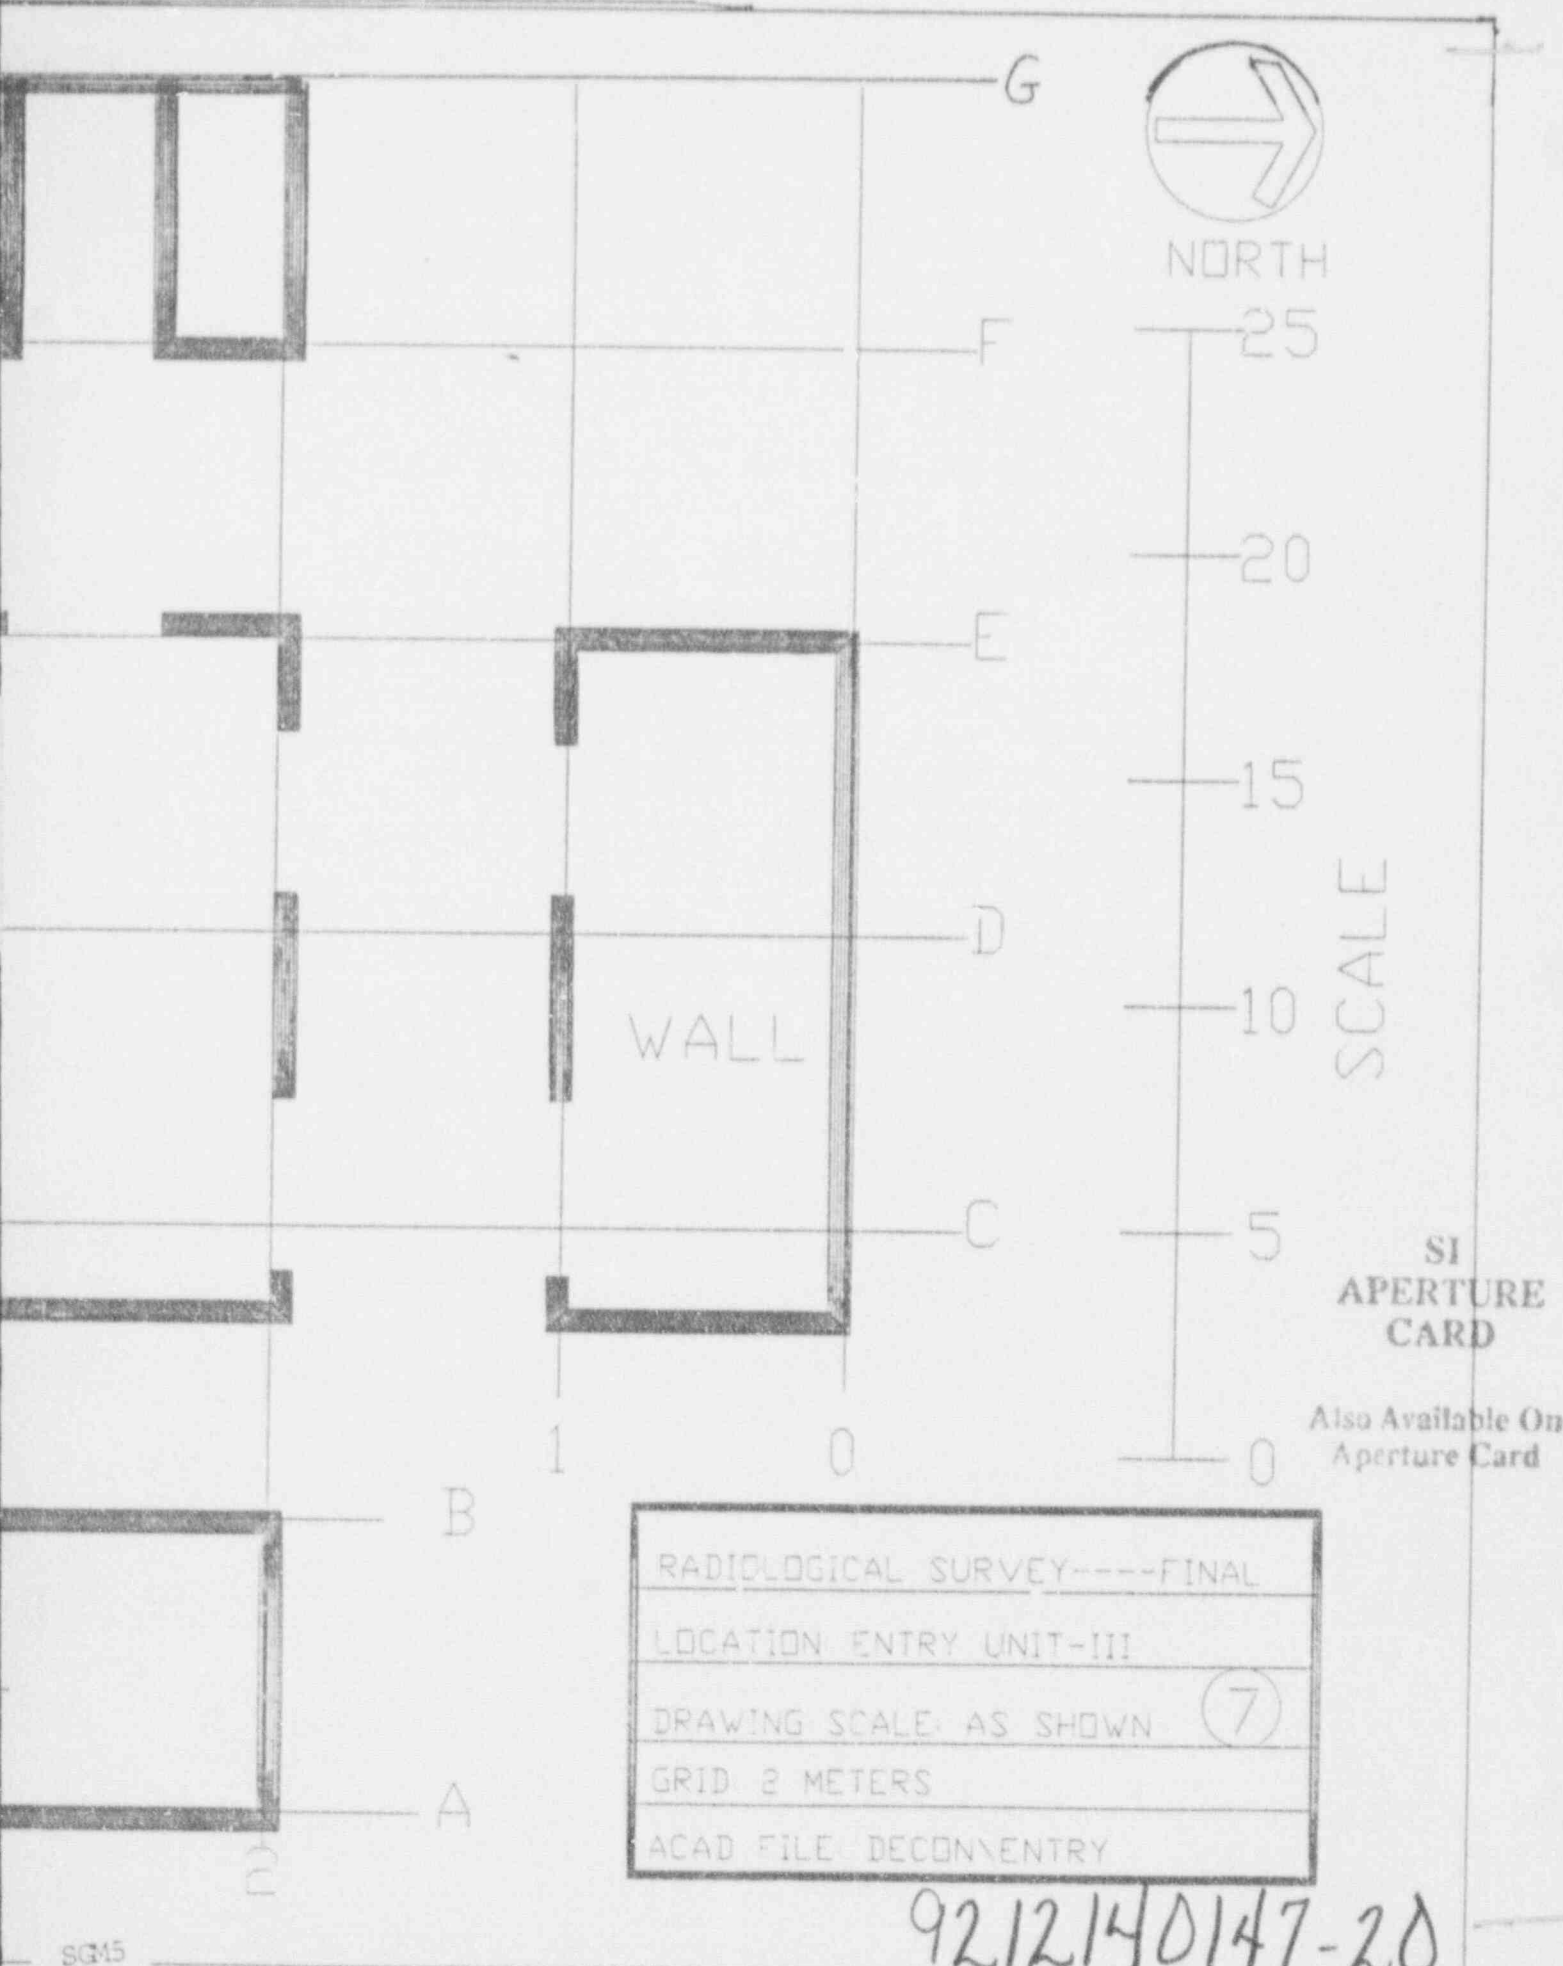 G
NORTH
F
25
20
E
15
D
10
SCALE
WALL
C
5
SI
APERTURE
CARD
Also Available On
Aperture Card
1
0
0
B
RADIOLOGICAL SURVEY----FINAL
LOCATION: ENTRY UNIT-III
DRAWING SCALE: AS SHOWN
7
GRID: 2 METERS
ACAD FILE: DECON\ENTRY
A
2
9212140147-20
SGM5